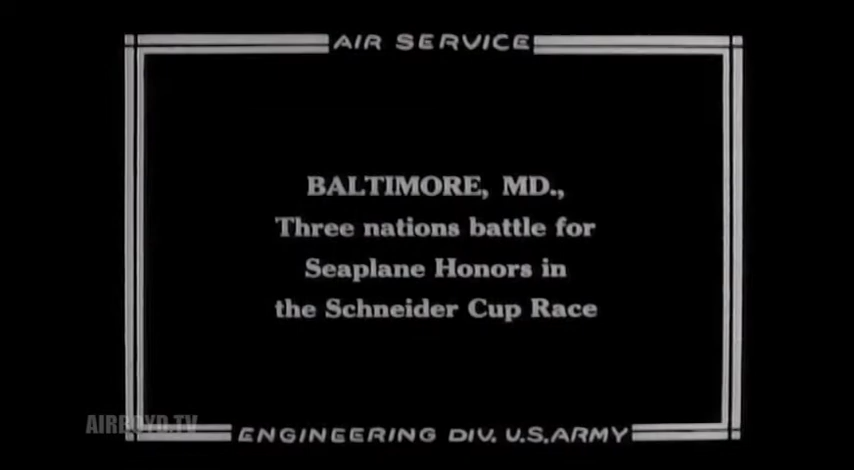 AIR SERVICE
BALTIMORE, MD.,
Three nations battle for
Seaplane Honors in
the Schneider Cup Race
AIRBOYD.TV
ENGINEERING DIV. U.S. ARMY